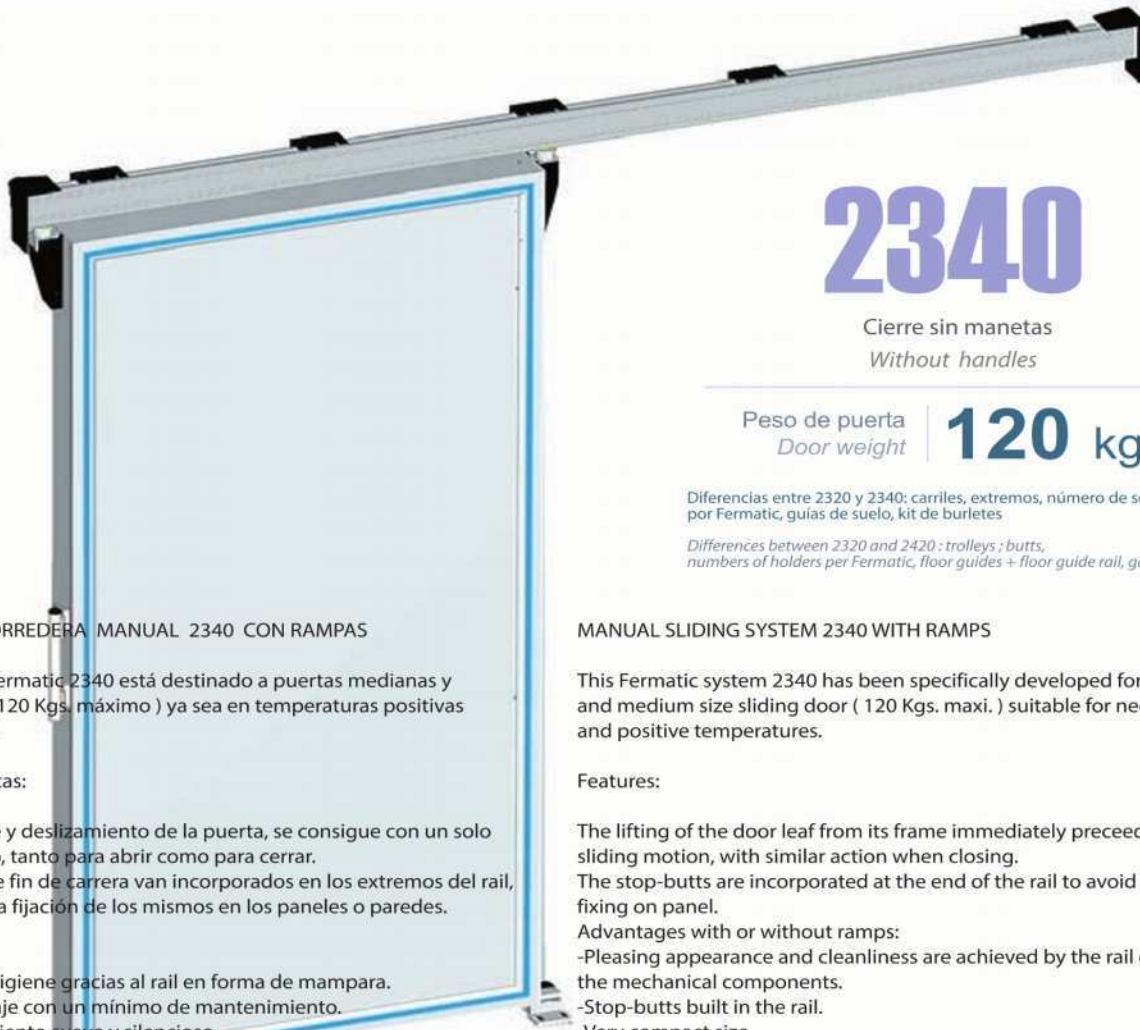 2340
Cierre sin manetas
Without handles
Peso de puerta
Door weight
120 kg
Diferencias entre 2320 y 2340: carriles, extremos, número de
por Fermatic, guías de suelo, kit de burletes
Differences between 2320 and 2420 : trolleys ; butts,
numbers of holders per Fermatic, floor guides + floor guide rail,
MANUAL 2340 CON RAMPAS
2340 está destinado a puertas medianas y
120 Kgs. máximo ) ya sea en temperaturas positivas
y deslizamiento de la puerta, se consigue con un solo
tanto para abrir como para cerrar.
fin de carrera van incorporados en los extremos del rail,
fijación de los mismos en los paneles o paredes.
gracias al rail en forma de mampara.
con un mínimo de mantenimiento.
MANUAL SLIDING SYSTEM 2340 WITH RAMPS
This Fermatic system 2340 has been specifically developed for
and medium size sliding door ( 120 Kgs. maxi. ) suitable for
and positive temperatures.
Features:
The lifting of the door leaf from its frame immediately
sliding motion, with similar action when closing.
The stop-butts are incorporated at the end of the rail to avoid
fixing on panel.
Advantages with or without ramps:
-Pleasing appearance and cleanliness are achieved by the rail
the mechanical components.
-Stop-butts built in the rail.
-Very compact size.